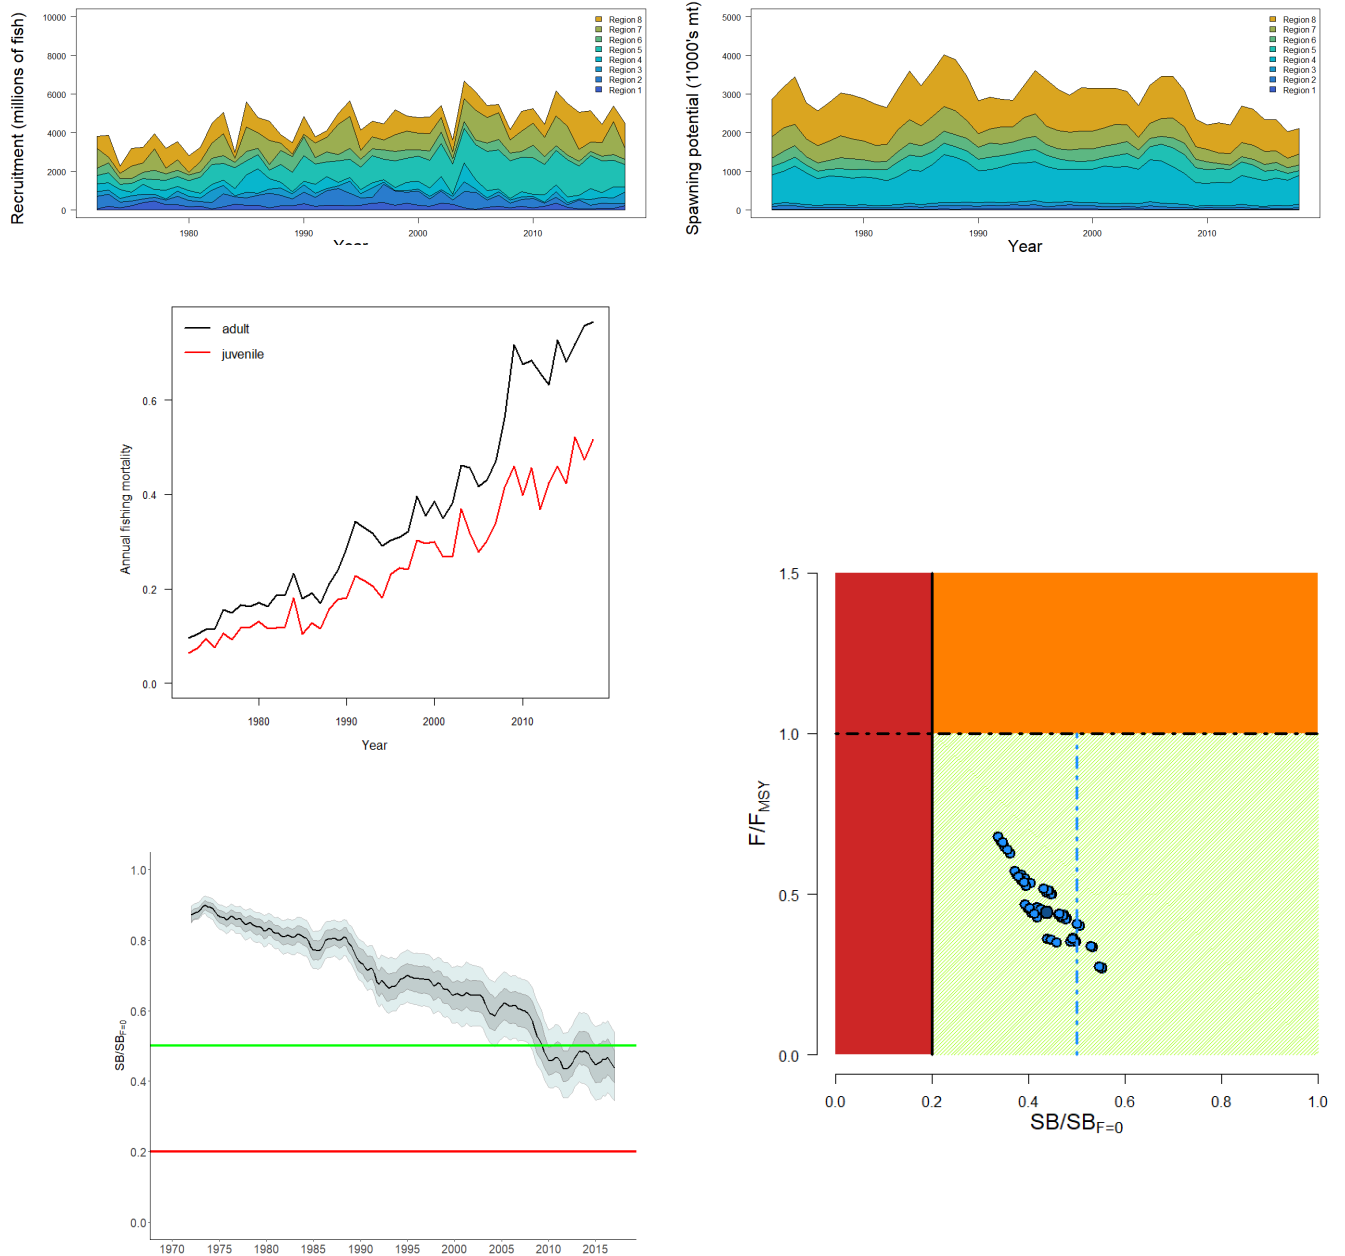 Recruitment (millions of fish)
10000
8000
6000
4000
2000
0
Region 8
Region 7
Region 6
Region 5
Region 4
Region 3
Region 2
Region 1
1980
1990
2000
2010
Year
Spawning potential (1'000's mt)
5000
4000
3000
2000
1000
0
Region 8
Region 7
Region 6
Region 5
Region 4
Region 3
Region 2
Region 1
1980
1990
2000
2010
Year
adult
juvenile
Annual fishing mortality
0.6
0.4
0.2
0.0
1980
1990
2000
2010
Year
F/FMSY
1.5
1.0
0.5
0.0
0.0
0.2
0.4
0.6
0.8
1.0
SB/SBF=0
SB/SBF=0
1.0
0.8
0.6
0.4
0.2
0.0
1970
1975
1980
1985
1990
1995
2000
2005
2010
2015